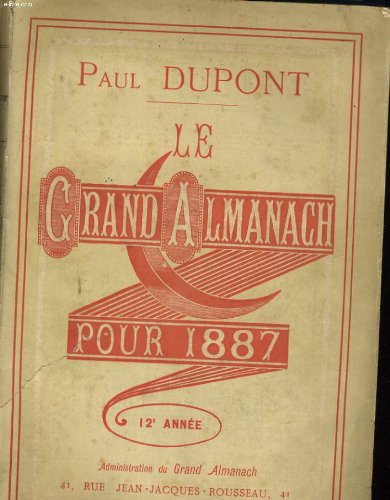 PAUL DUPONT
LE
GRAND ALMANACH
POUR 1887
12E ANNÉE
Administration du Grand Almanach
41, RUE JEAN-JACQUES-ROUSSEAU, 41